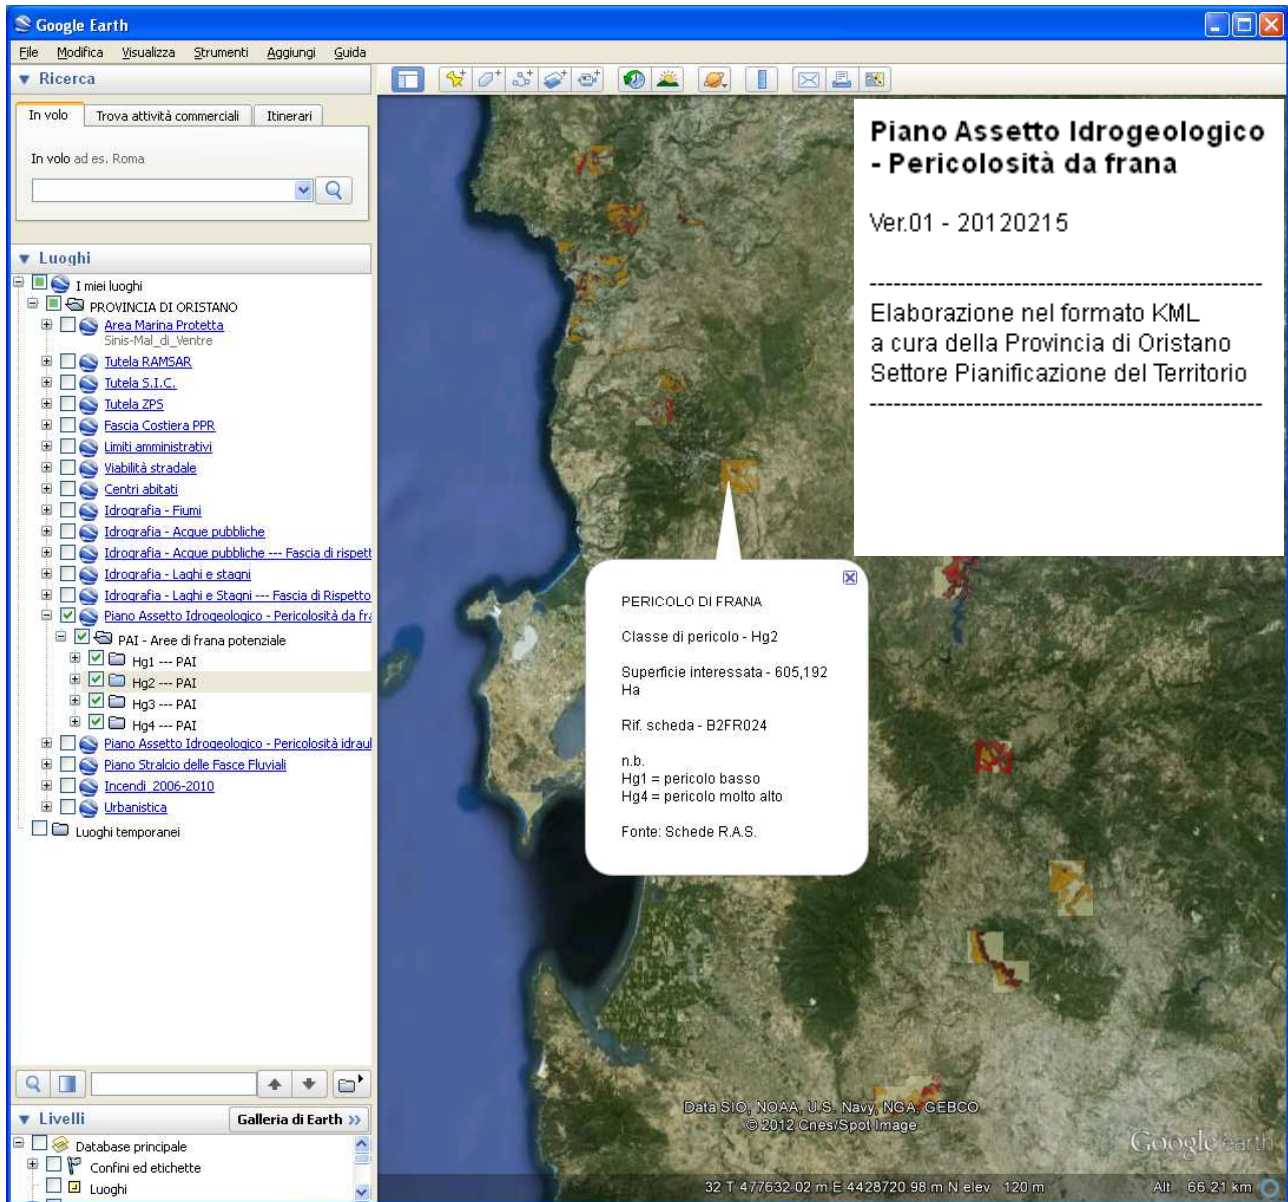 Google Earth
File Modifica Visualizza Strumenti Aggiungi Guida
Ricerca
In volo Trova attività commerciali Itinerari
In volo ad es. Roma
Luoghi
I miei luoghi
PROVINCIA DI ORISTANO
Area Marina Protetta
Sinis-Mal_di_Ventre
Tutela RAMSAR
Tutela S.I.C.
Tutela ZPS
Fascia Costiera PPR
Limiti amministrativi
Viabilità stradale
Centri abitati
Idrografia - Fiumi
Idrografia - Acque pubbliche
Idrografia - Acque pubbliche --- Fascia di rispett
Idrografia - Laghi e stagni
Idrografia - Laghi e Stagni --- Fascia di Rispetto
Piano Assetto Idrogeologico - Pericolosità da fra
PAI - Aree di frana potenziale
Hg1 --- PAI
Hg2 --- PAI
Hg3 --- PAI
Hg4 --- PAI
Piano Assetto Idrogeologico - Pericolosità idraul
Piano Stralcio delle Fasce Fluviali
Incendi 2006-2010
Urbanistica
Luoghi temporanei
Livelli
Galleria di Earth >>
Database principale
Confini ed etichette
Luoghi
Piano Assetto Idrogeologico
- Pericolosità da frana
Ver.01 - 20120215
-------------------------------------------------
Elaborazione nel formato KML
a cura della Provincia di Oristano
Settore Pianificazione del Territorio
-------------------------------------------------
PERICOLO DI FRANA
Classe di pericolo - Hg2
Superficie interessata - 605,192
Ha
Rif. scheda - B2FR024
n.b.
Hg1 = pericolo basso
Hg4 = pericolo molto alto
Fonte: Schede R.A.S.
Data SIO, NOAA, U.S. Navy, NGA, GEBCO
© 2012 Cnes/Spot Image
Google earth
32 T 477632.02 m E 4428720.98 m N elev 120 m
Alt 66.21 km